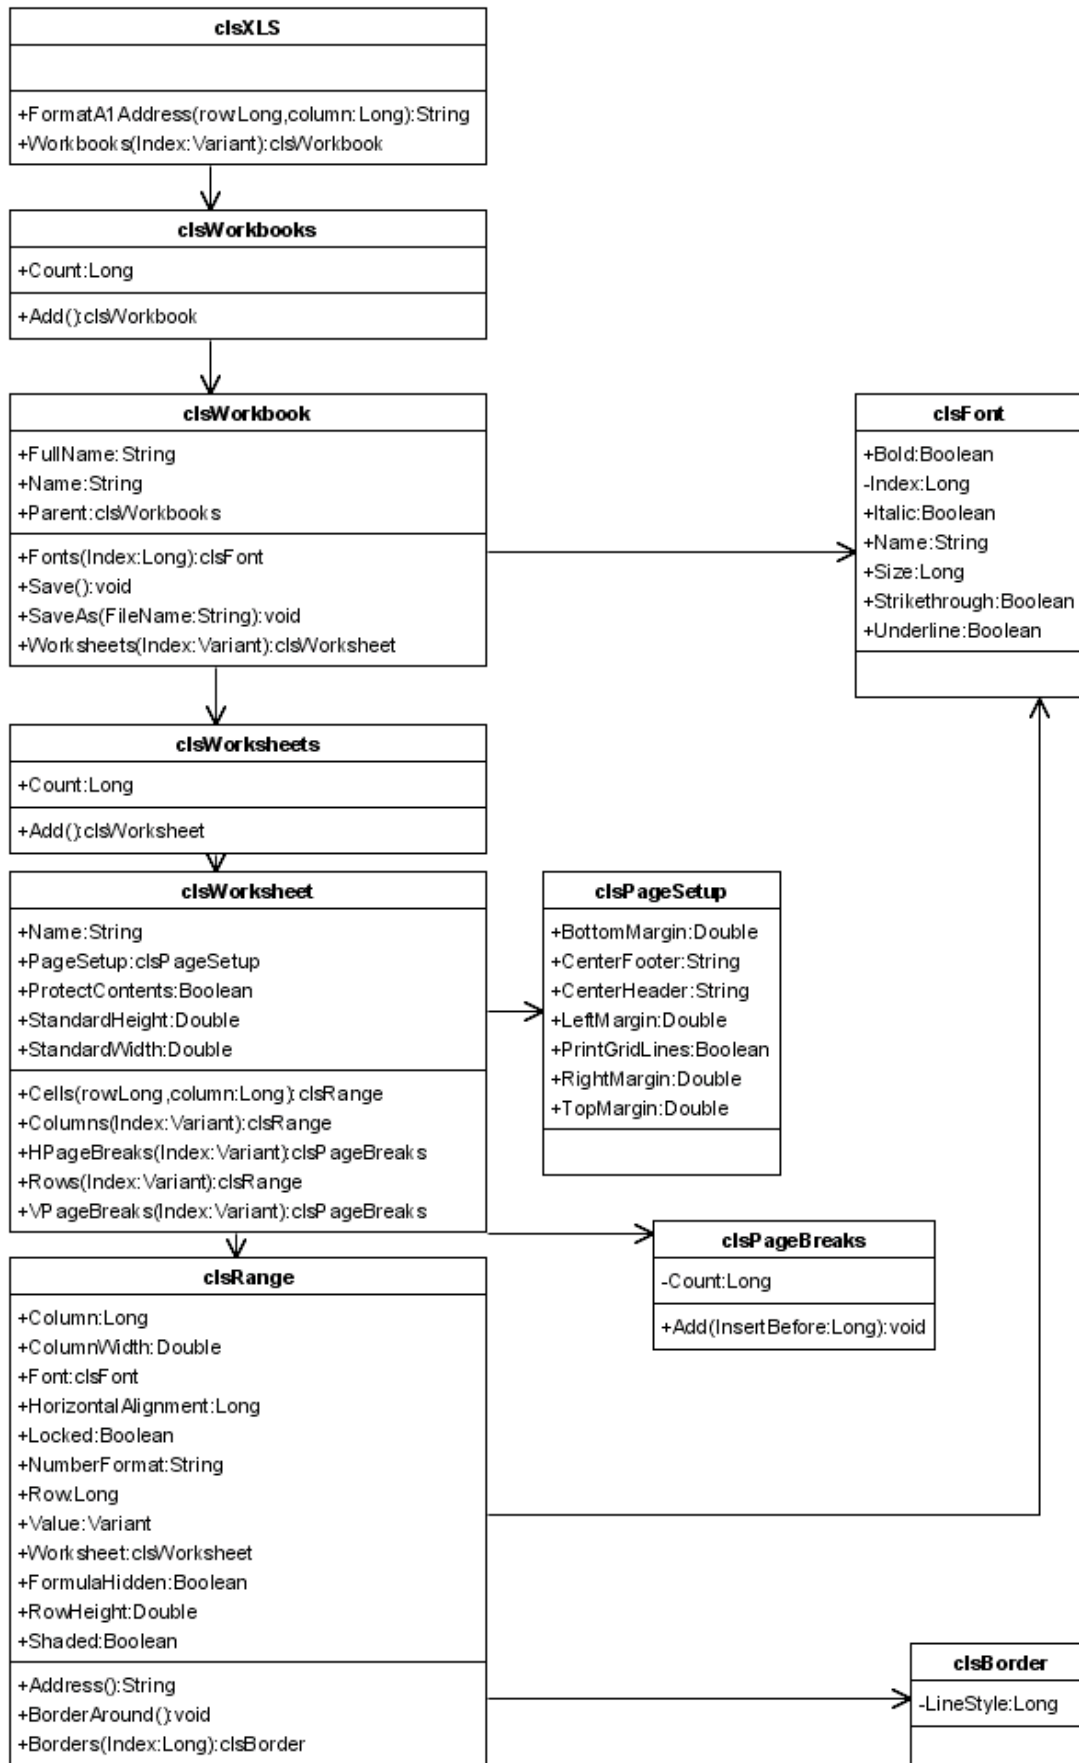 clsXLS
+FormatA1Address(row:Long,column:Long):String
+Workbooks(Index:Variant):clsWorkbook
clsWorkbooks
+Count:Long
+Add():clsWorkbook
clsWorkbook
+FullName:String
+Name:String
+Parent:clsWorkbooks
+Fonts(Index:Long):clsFont
+Save():void
+SaveAs(FileName:String):void
+Worksheets(Index:Variant):clsWorksheet
clsFont
+Bold:Boolean
-Index:Long
+Italic:Boolean
+Name:String
+Size:Long
+Strikethrough:Boolean
+Underline:Boolean
clsWorksheets
+Count:Long
+Add():clsWorksheet
clsWorksheet
+Name:String
+PageSetup:clsPageSetup
+ProtectContents:Boolean
+StandardHeight:Double
+StandardWidth:Double
+Cells(row:Long,column:Long):clsRange
+Columns(Index:Variant):clsRange
+HPageBreaks(Index:Variant):clsPageBreaks
+Rows(Index:Variant):clsRange
+VPageBreaks(Index:Variant):clsPageBreaks
clsPageSetup
+BottomMargin:Double
+CenterFooter:String
+CenterHeader:String
+LeftMargin:Double
+PrintGridLines:Boolean
+RightMargin:Double
+TopMargin:Double
clsPageBreaks
-Count:Long
+Add(InsertBefore:Long):void
clsRange
+Column:Long
+ColumnWidth:Double
+Font:clsFont
+HorizontalAlignment:Long
+Locked:Boolean
+NumberFormat:String
+Row:Long
+Value:Variant
+Worksheet:clsWorksheet
+FormulaHidden:Boolean
+RowHeight:Double
+Shaded:Boolean
+Address():String
+BorderAround():void
+Borders(Index:Long):clsBorder
clsBorder
-LineStyle:Long